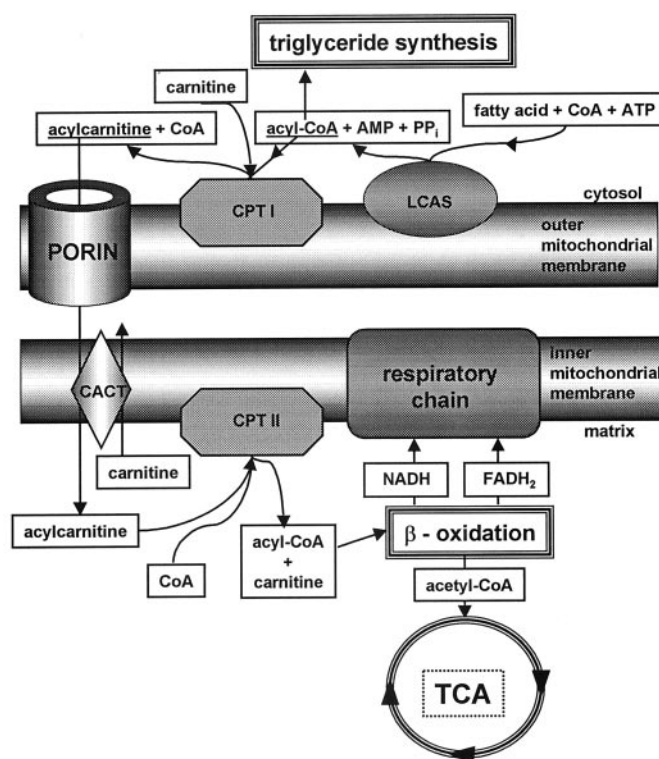 triglyceride synthesis
carnitine
acylcarnitine + CoA
acyl-CoA + AMP + PPi
fatty acid + CoA + ATP
CPT I
LCAS
cytosol
PORIN
outer
mitochondrial
membrane
CACT
respiratory
chain
inner
mitochondrial
membrane
CPT II
matrix
carnitine
NADH
FADH2
acylcarnitine
CoA
acyl-CoA
+
carnitine
β - oxidation
acetyl-CoA
TCA